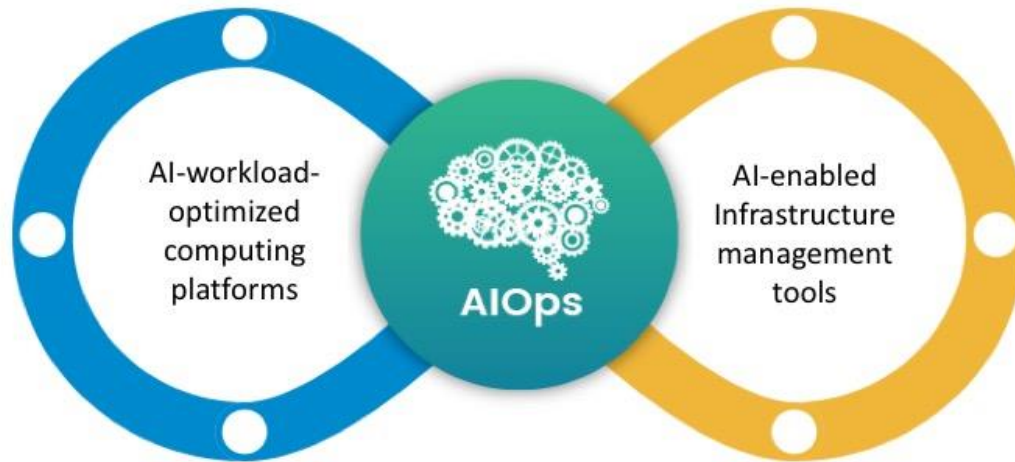 AI-workload-
optimized
computing
platforms
AIOps
AI-enabled
Infrastructure
management
tools